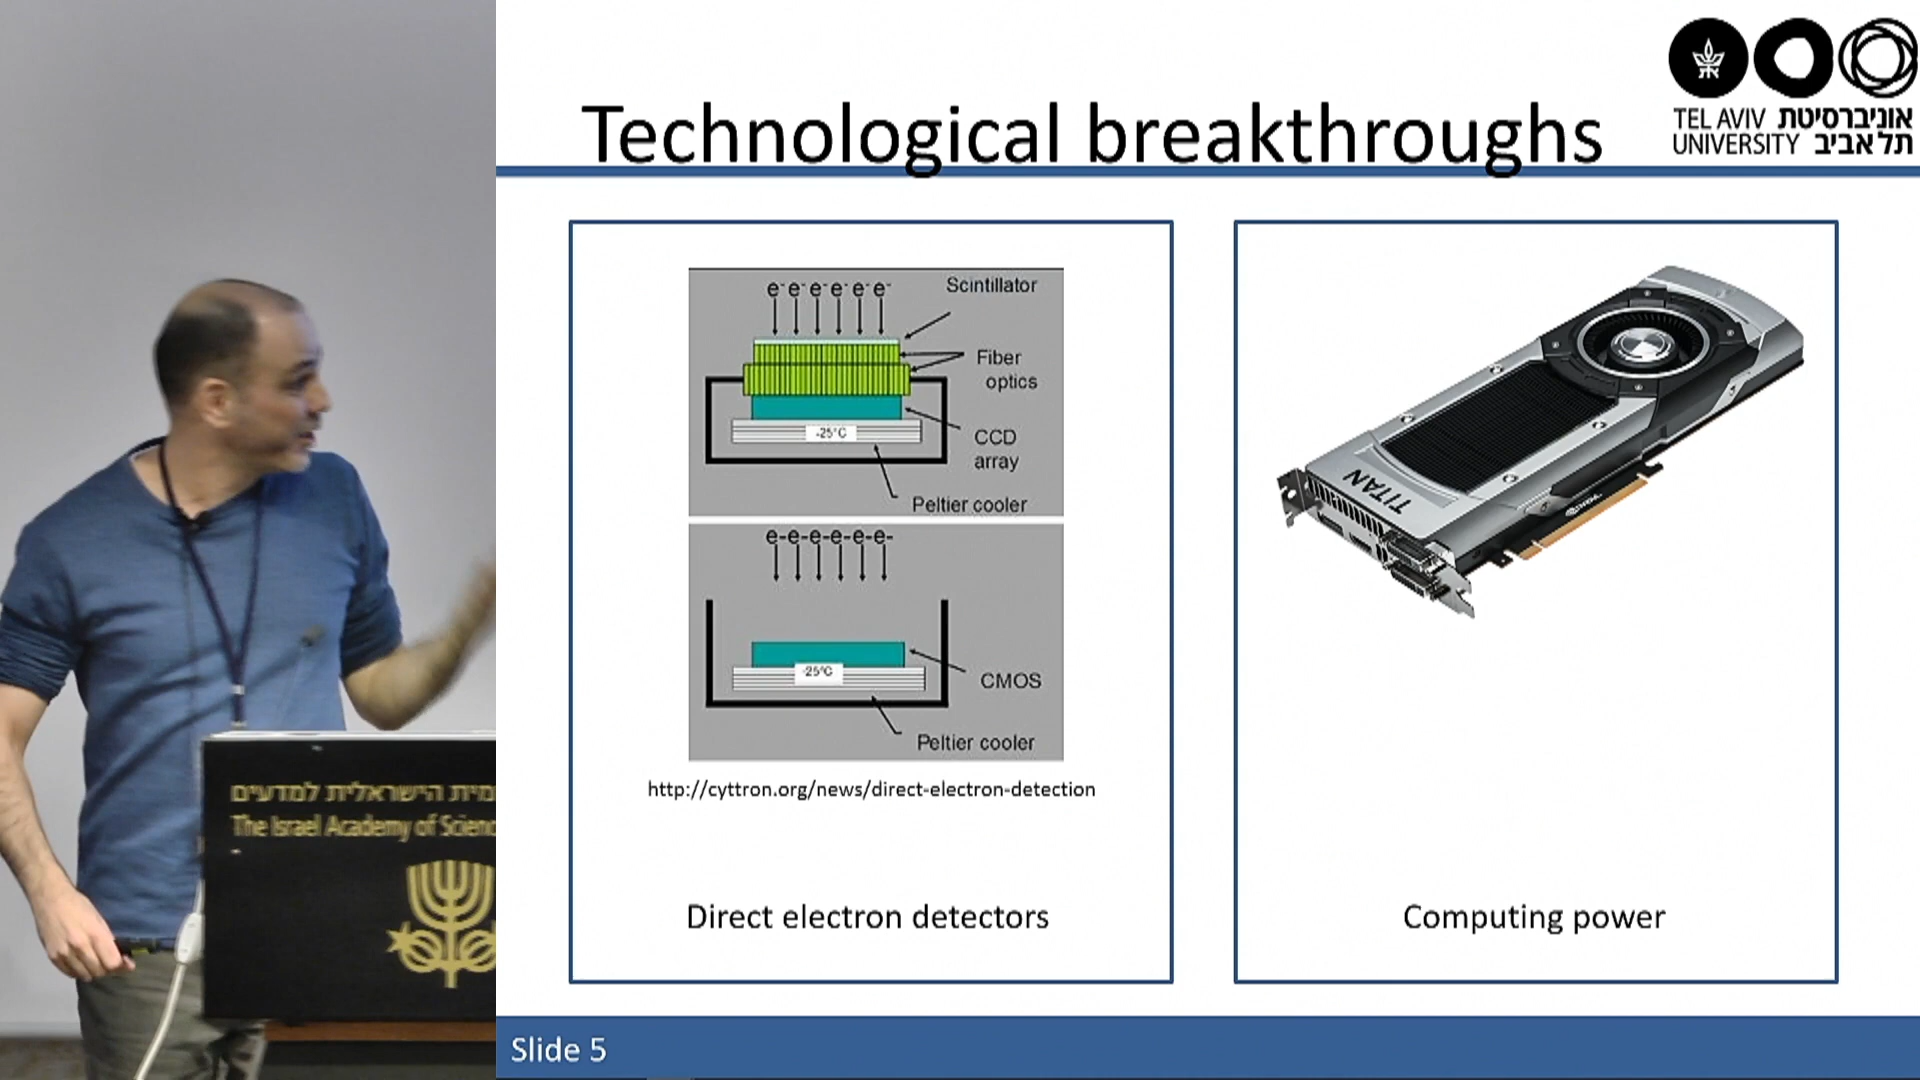 Technological breakthroughs
TEL AVIV אוניברסיטת
UNIVERSITY תל אביב
e- e- e- e- e- e-
Scintillator
Fiber
optics
CCD
array
-25°C
Peltier cooler
e-e-e-e-e-e-
-25°C
CMOS
Peltier cooler
http://cyttron.org/news/direct-electron-detection
Direct electron detectors
TITAN
Computing power
Slide 5
הישראלית למדעים
The Israel Academy of